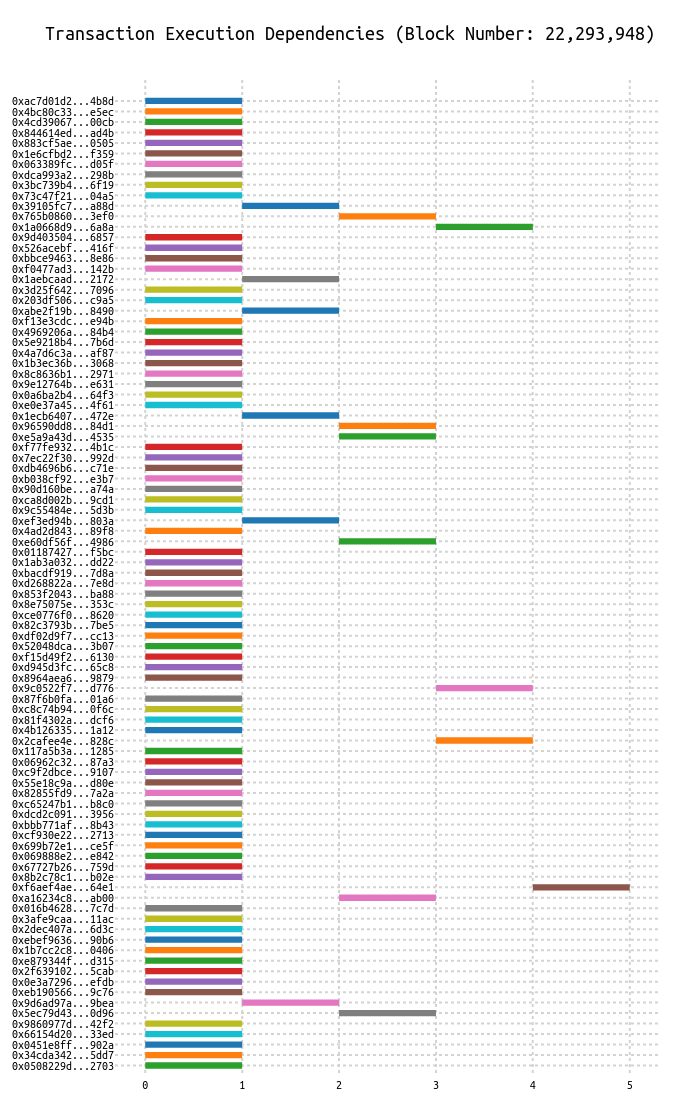 Transaction Execution Dependencies (Block Number: 22,293,948)
0xac7d01d2...4b8d
0x4bc80c33...e5ec
0x4cd39067...00cb
0x844614ed...ad4b
0x883cf5ae...0505
0x1e6cfbd2...f359
0x063389fc...d05f
0xdca993a2...298b
0x3bc739b4...6f19
0x73c47f21...04a5
0x39105fc7...a88d
0x765b0860...3ef0
0x1a0668d9...6a8a
0x9d403504...6857
0x526acebf...416f
0xbbce9463...8e86
0xf0477ad3...142b
0x1aebcaad...2172
0x3d25f642...7096
0x203df506...c9a5
0xabe2f19b...8490
0xf13e3cdc...e94b
0x4969206a...84b4
0x5e9218b4...7b6d
0x4a7d6c3a...af87
0x1b3ec36b...3068
0x8c8636b1...2971
0x9e12764b...e631
0x0a6ba2b4...64f3
0xe0e37a45...4f61
0x1ecb6407...472e
0x96590dd8...84d1
0xe5a9a43d...4535
0xf77fe932...4b1c
0x7ec22f30...992d
0xdb4696b6...c71e
0xb038cf92...e3b7
0x90d160be...a74a
0xca8d002b...9cd1
0x9c55484e...5d3b
0xef3ed94b...803a
0x4ad2d843...89f8
0xe60df56f...4986
0x01187427...f5bc
0x1ab3a032...dd22
0xbacdf919...7d8a
0xd268822a...7e8d
0x853f2043...ba88
0x8e75075e...353c
0xce0776f0...8620
0x82c3793b...7be5
0xdf02d9f7...cc13
0x52048dca...3b07
0xf15d49f2...6130
0xd945d3fc...65c8
0x8964aea6...9879
0x9c0522f7...d776
0x87f6b0fa...01a6
0xc8c74b94...0f6c
0x81f4302a...dcf6
0x4b126335...1a12
0x2cafee4e...828c
0x117a5b3a...1285
0x06962c32...87a3
0xc9f2dbce...9107
0x55e18c9a...d80e
0x82855fd9...7a2a
0xc65247b1...b8c0
0xdcd2c091...3956
0xbbb771af...8b43
0xcf930e22...2713
0x699b72e1...ce5f
0x069888e2...e842
0x67727b26...759d
0x8b2c78c1...b02e
0xf6aef4ae...64e1
0xa16234c8...ab00
0x016b4628...7c7d
0x3afe9caa...11ac
0x2dec407a...6d3c
0xebef9636...90b6
0x1b7cc2c8...0406
0xe879344f...d315
0x2f639102...5cab
0x0e3a7296...efdb
0xeb190566...9c76
0x9d6ad97a...9bea
0x5ec79d43...0d96
0x9860977d...42f2
0x66154d20...33ed
0x0451e8ff...902a
0x34cda342...5dd7
0x0508229d...2703
0 1 2 3 4 5